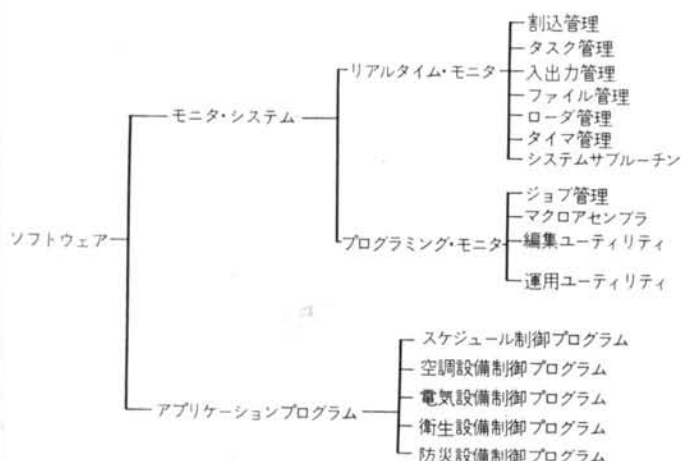 割込管理
タスク管理
リアルタイム・モニタ
入出力管理
ファイル管理
モニタ・システム
ローダ管理
タイマ管理
システムサブルーチン
ジョブ管理
マクロアセンブラ
ソフトウェア
プログラミング・モニタ
編集ユーティリティ
運用ユーティリティ
スケジュール制御プログラム
空調設備制御プログラム
電気設備制御プログラム
アプリケーションプログラム
衛生設備制御プログラム
防災設備制御プログラム